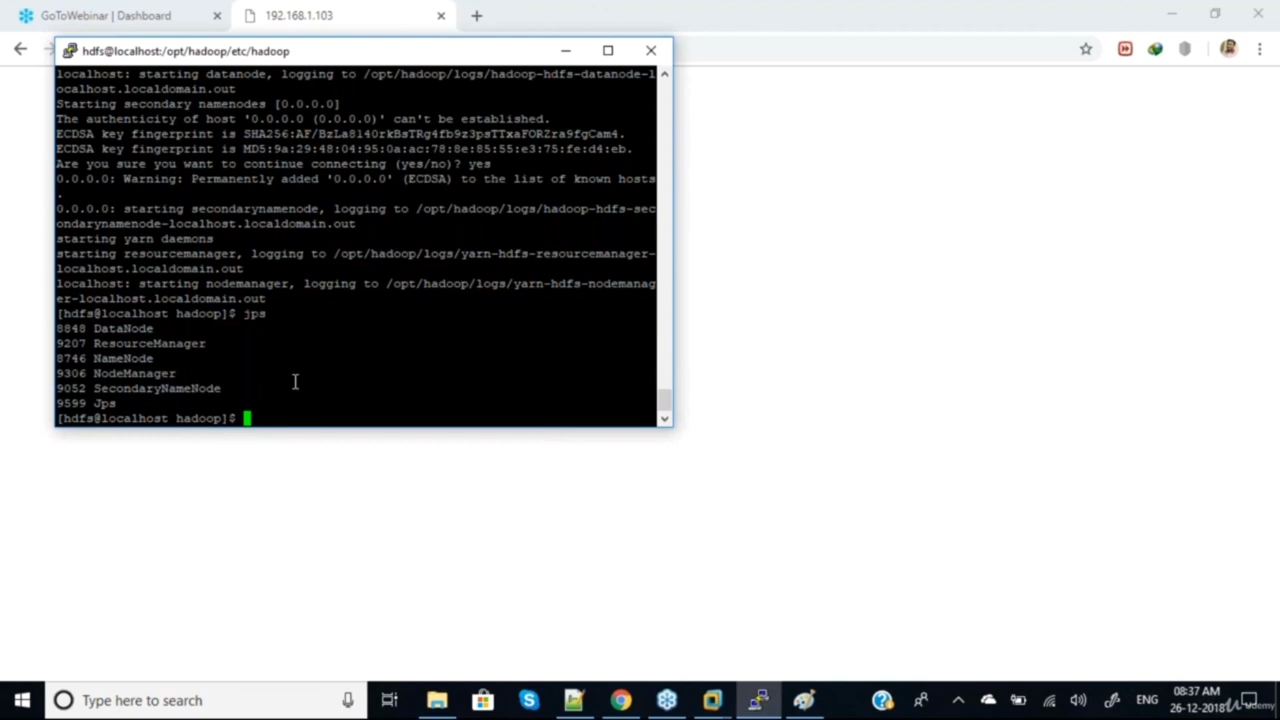 GoToWebinar | Dashboard
192.168.1.103
hdfs@localhost:/opt/hadoop/etc/hadoop
localhost: starting datanode, logging to /opt/hadoop/logs/hadoop-hdfs-datanode-l
ocalhost.localdomain.out
Starting secondary namenodes [0.0.0.0]
The authenticity of host '0.0.0.0 (0.0.0.0)' can't be established.
ECDSA key fingerprint is SHA256:AF/BzLa8140rkBsTRg4fb9z3psTTxaFORZra9fgCam4.
ECDSA key fingerprint is MD5:9a:29:48:04:95:0a:ac:78:8e:85:55:e3:75:fe:d4:eb.
Are you sure you want to continue connecting (yes/no)? yes
0.0.0.0: Warning: Permanently added '0.0.0.0' (ECDSA) to the list of known hosts
.
0.0.0.0: starting secondarynamenode, logging to /opt/hadoop/logs/hadoop-hdfs-sec
ondarynamenode-localhost.localdomain.out
starting yarn daemons
starting resourcemanager, logging to /opt/hadoop/logs/yarn-hdfs-resourcemanager-
localhost.localdomain.out
localhost: starting nodemanager, logging to /opt/hadoop/logs/yarn-hdfs-nodemanag
er-localhost.localdomain.out
[hdfs@localhost hadoop]$ jps
8848 DataNode
9207 ResourceManager
8746 NameNode
9306 NodeManager
9052 SecondaryNameNode
9599 Jps
[hdfs@localhost hadoop]$
Type here to search
ENG
08:37 AM
26-12-2018
Udemy